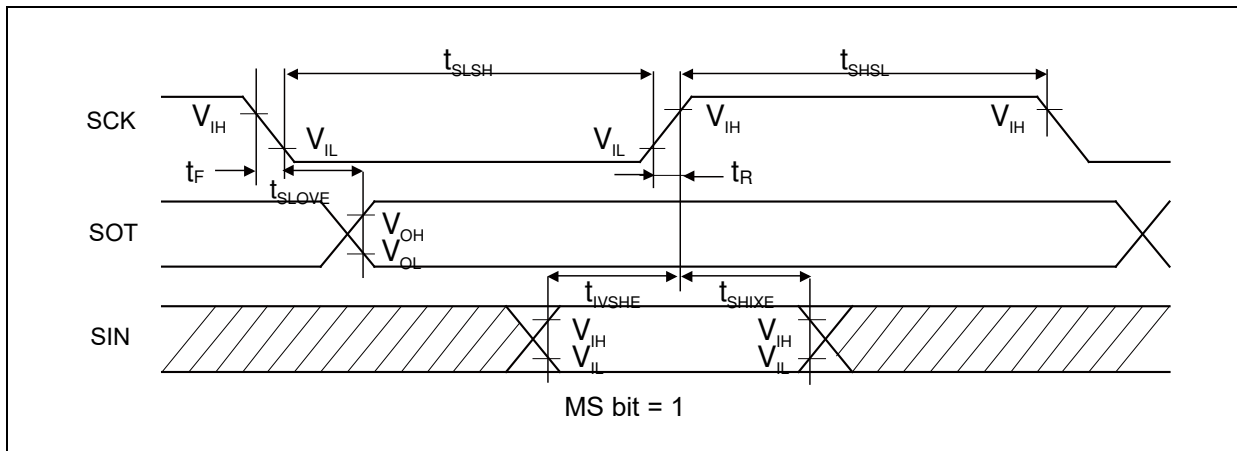 tSLSH
tSHSL
SCK
VIH
VIL
VIL
VIH
VIH
tF
tR
tSLOVE
SOT
VOH
VOL
tIVSHE
tSHIXE
SIN
VIH
VIH
VIL
VIL
MS bit = 1